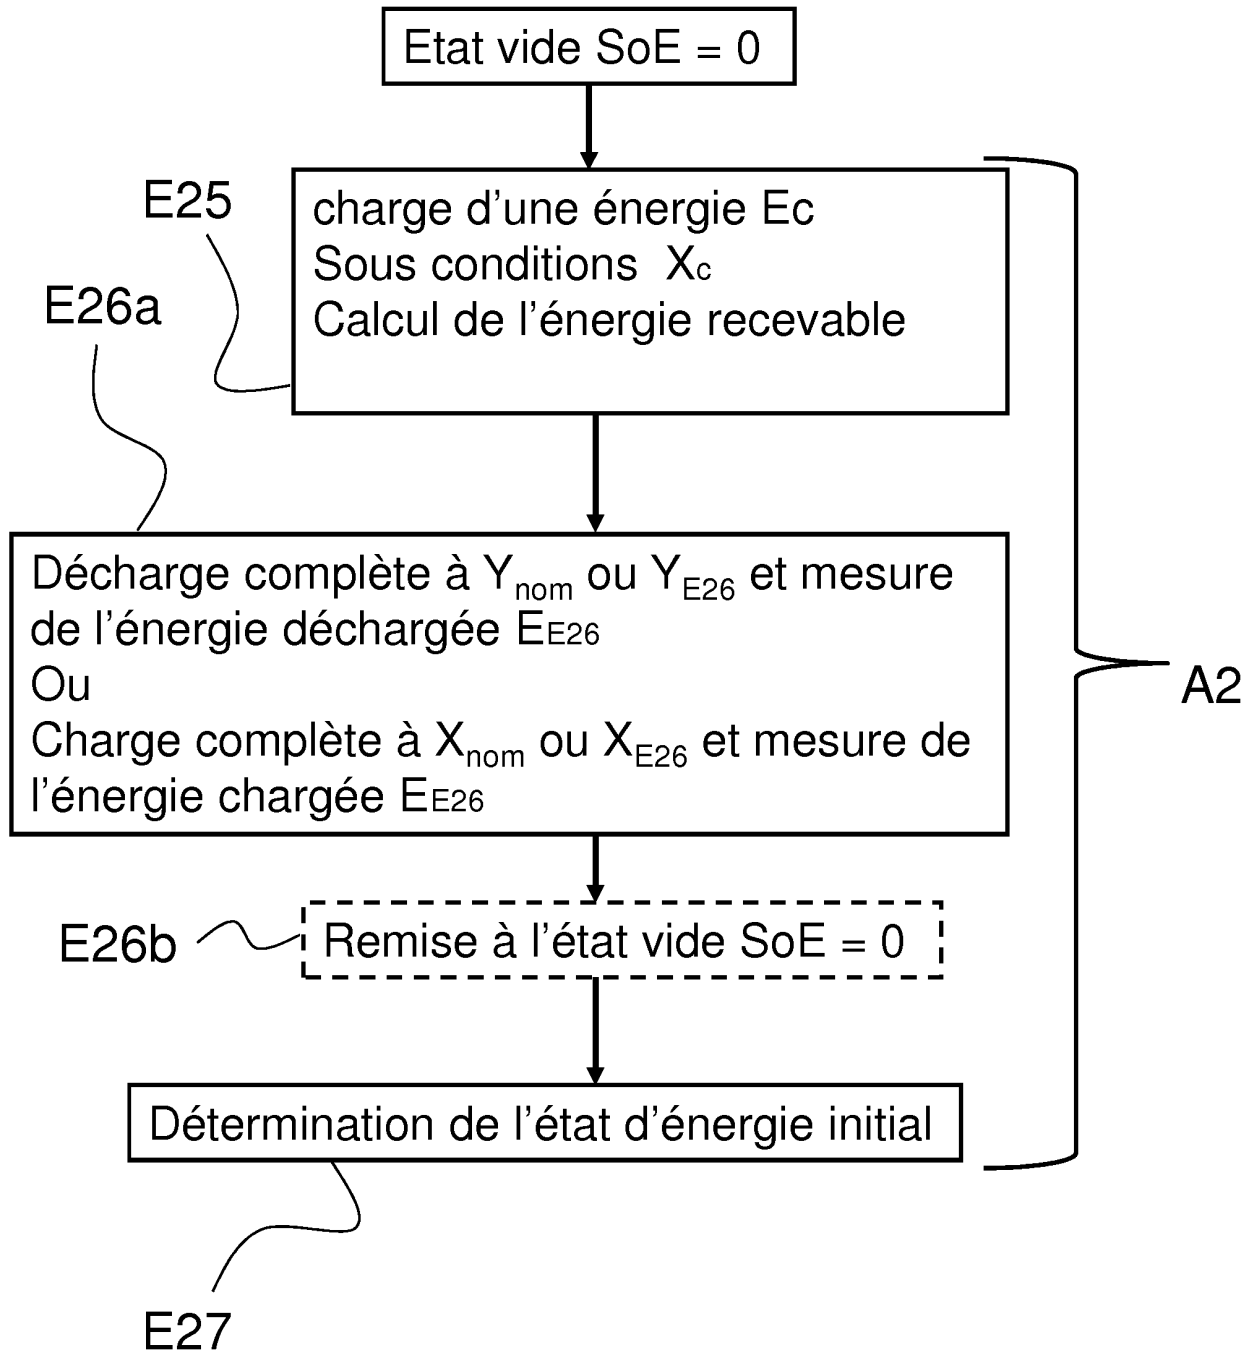 Etat vide SoE = 0
E25
charge d'une énergie Ec
Sous conditions Xc
Calcul de l'énergie recevable
E26a
Décharge complète à Ynom ou YE26 et mesure
de l'énergie déchargée EE26
Ou
Charge complète à Xnom ou XE26 et mesure de
l'énergie chargée EE26
A2
E26b
Remise à l'état vide SoE = 0
Détermination de l'état d'énergie initial
E27